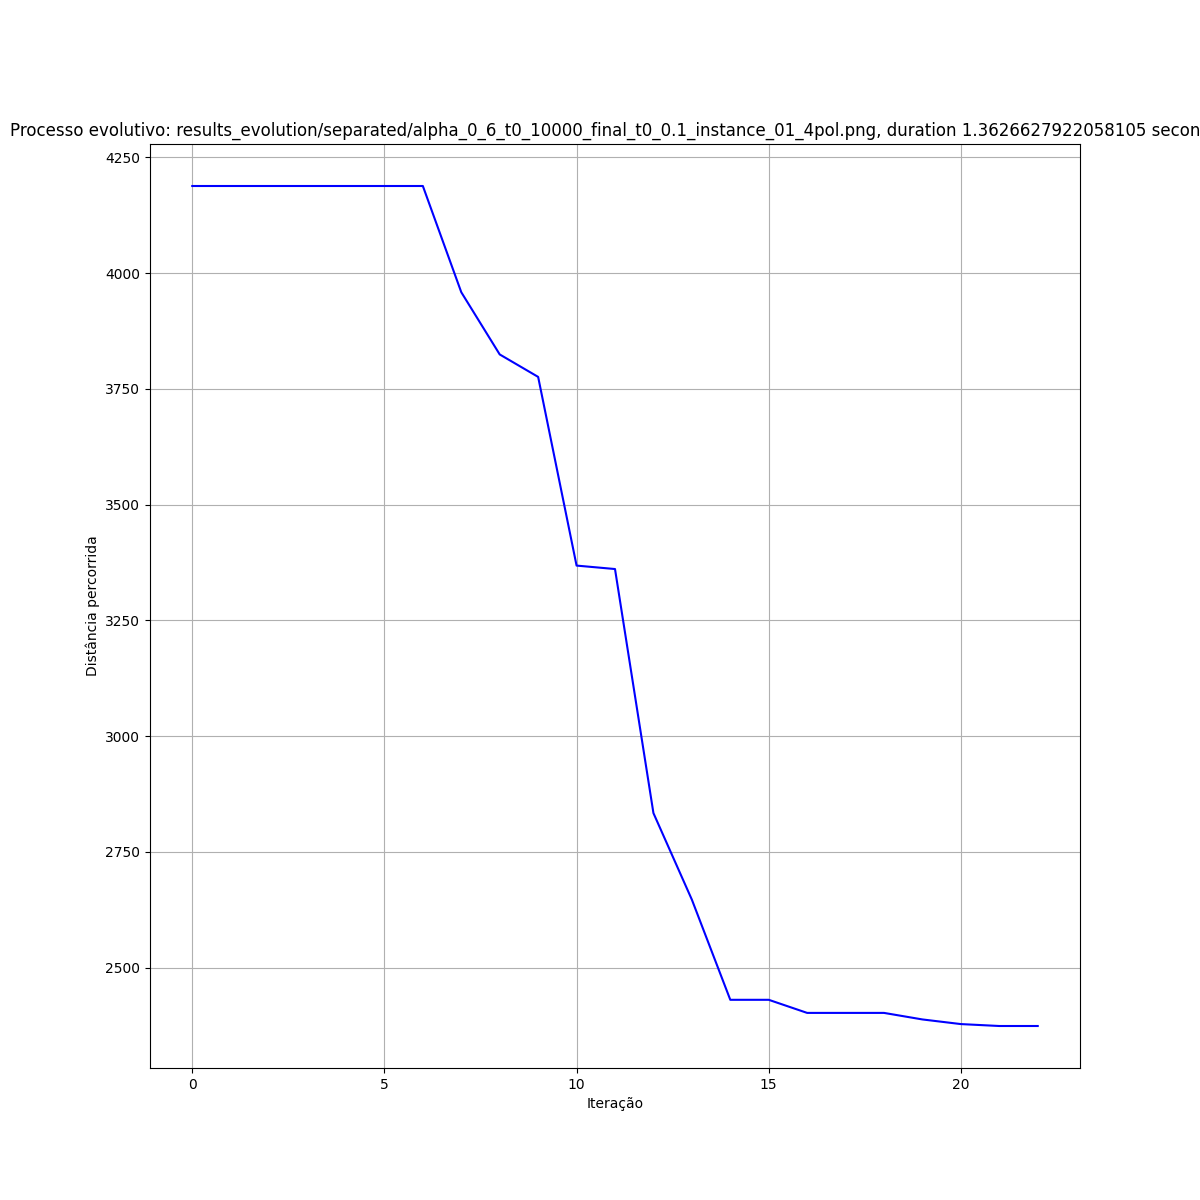 Processo evolutivo: results_evolution/separated/alpha_0_6_t0_10000_final_t0_0.1_instance_01_4pol.png, duration 1.3626627922058105 secon
4250
4000
3750
3500
3250
3000
2750
2500
Distância percorrida
0 5 10 15 20
Iteração